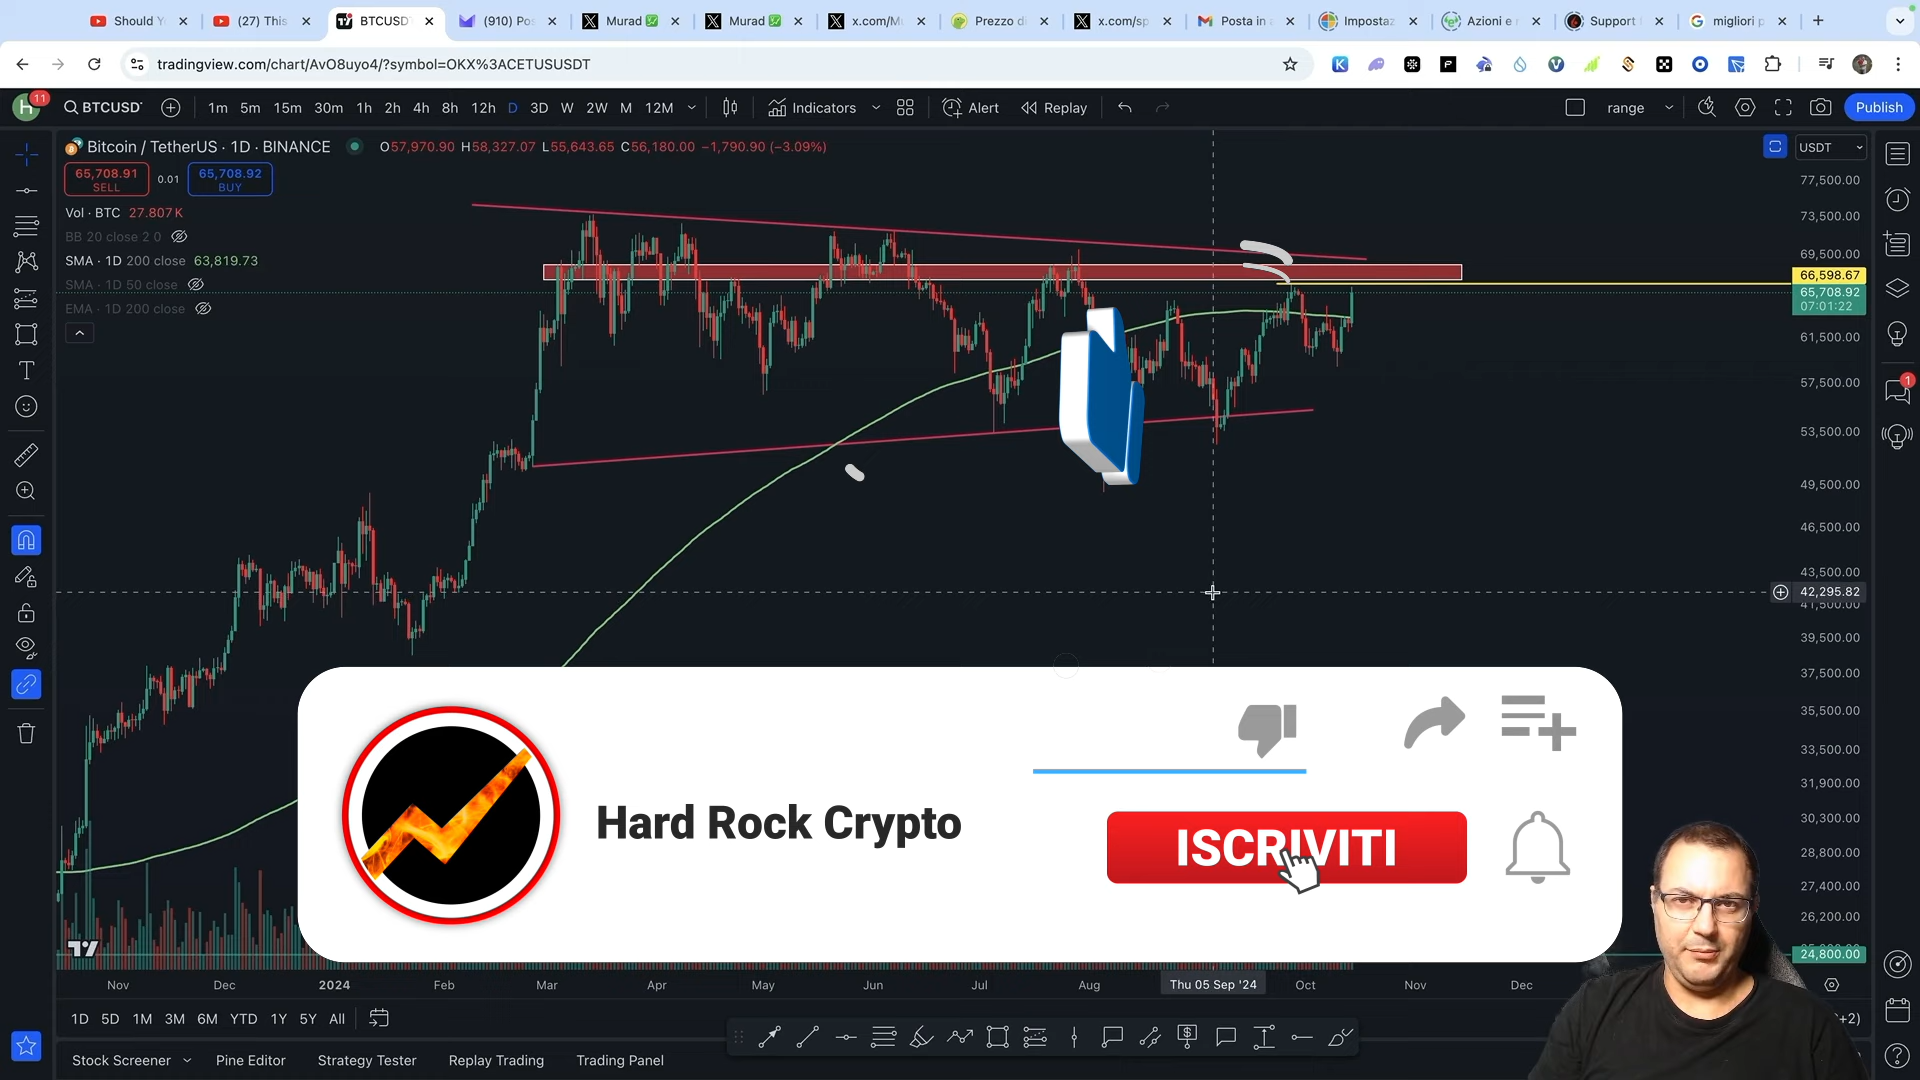 Should Y
(27) This
BTCUSD
(910) Po
Murad
Murad
x.com/M
Prezzo d
x.com/sp
Posta in
Impostaz
Azioni e
Support
migliori p
tradingview.com/chart/AvO8uyo4/?symbol=OKX%3ACETUSUSDT
H
11
BTCUSD
1m 5m 15m 30m 1h 2h 4h 8h 12h D 3D W 2W M 12M
Indicators
Alert
Replay
range
Publish
Bitcoin / TetherUS · 1D · BINANCE
O57,970.90 H58,327.07 L55,643.65 C56,180.00 −1,790.90 (−3.09%)
USDT
65,708.91
SELL
0.01
65,708.92
BUY
Vol · BTC 27.807K
BB 20 close 2 0
SMA · 1D 200 close 63,819.73
SMA · 1D 50 close
EMA · 1D 200 close
77,500.00
73,500.00
69,500.00
66,598.67
65,708.92
07:01:22
61,500.00
57,500.00
53,500.00
49,500.00
46,500.00
43,500.00
42,295.82
41,500.00
39,500.00
37,500.00
35,500.00
33,500.00
31,900.00
30,300.00
28,800.00
27,400.00
26,200.00
24,800.00
1
Hard Rock Crypto
ISCRIVITI
Nov Dec 2024 Feb Mar Apr May Jun Jul Aug Thu 05 Sep '24 Oct Nov Dec
1D 5D 1M 3M 6M YTD 1Y 5Y All
+2)
Stock Screener
Pine Editor
Strategy Tester
Replay Trading
Trading Panel